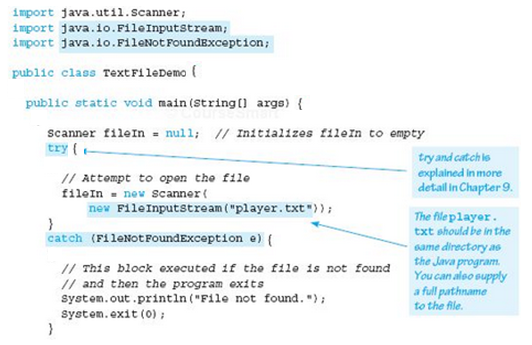 import java.util.Scanner;
import java.io.FileInputStream;
import java.io.FileNotFoundException;
public class TextFileDemo {
public static void main(String[] args) {
Scanner fileIn = null; // Initializes fileIn to empty
try {
// Attempt to open the file
fileIn = new Scanner(
new FileInputStream("player.txt"));
}
catch (FileNotFoundException e) {
// This block executed if the file is not found
// and then the program exits
System.out.println("File not found.");
System.exit(0);
}
try and catch is
explained in more
detail in Chapter 9.
The file player.
txt should be in the
same directory as
the Java program.
You can also supply
a full pathname
to the file.